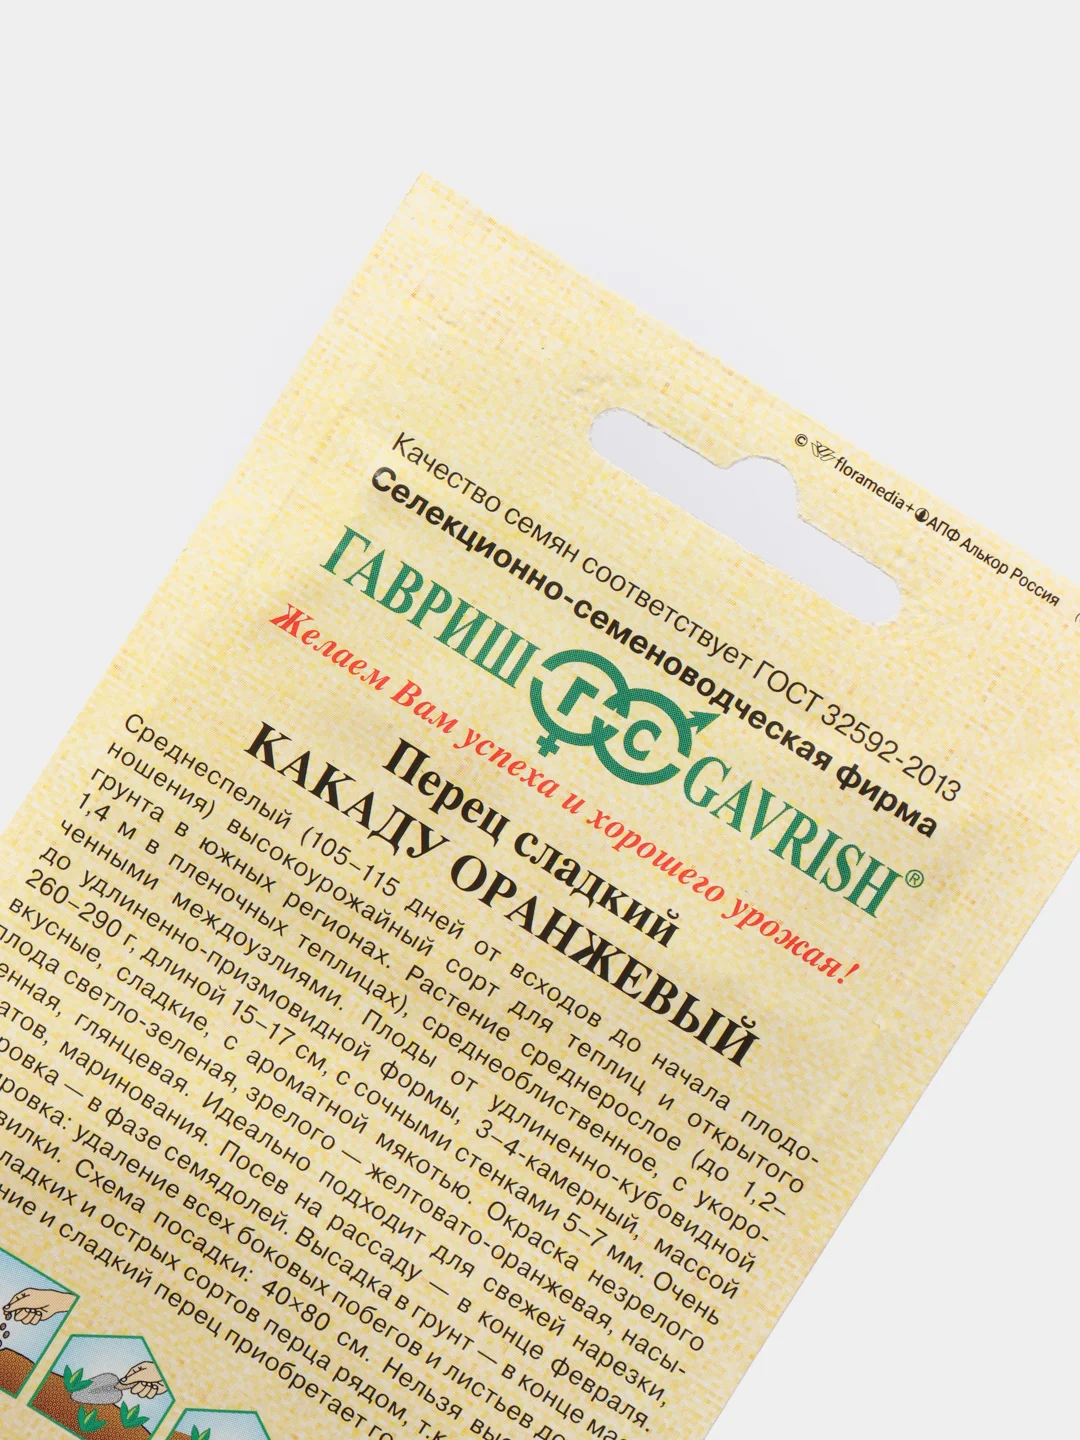 © floramedia+ АПФ Алькор Россия
Качество семян соответствует ГОСТ 32592-2013
Селекционно-семеноводческая фирма
ГАВРИШ ГС GAVRISH®
Желаем Вам успеха и хорошего урожая!
Перец сладкий
КАКАДУ ОРАНЖЕВЫЙ
Среднеспелый (105–115 дней от всходов до начала плодо-
ношения) высокоурожайный сорт для теплиц и открытого
грунта в южных регионах. Растение среднерослое (до 1,2–
1,4 м в пленочных теплицах), среднеоблиственное, с укоро-
ченными междоузлиями. Плоды от удлиненно-кубовидной
до удлиненно-призмовидной формы, 3–4-камерный, массой
260–290 г, длиной 15–17 см, с сочными стенками 5–7 мм. Очень
вкусные, сладкие, с ароматной мякотью. Окраска незрелого
плода светло-зеленая, зрелого — желтовато-оранжевая, насы-
енная, глянцевая. Идеально подходит для свежей нарезки,
атов, маринования. Посев на рассаду — в конце февраля.
ровка — в фазе семядолей. Высадка в грунт — в конце ма
ировка: удаление всех боковых побегов и листьев до
вилки. Схема посадки: 40×80 см. Нельзя выс
ладких и острых сортов перца рядом, т.к.
ние и сладкий перец приобретает го